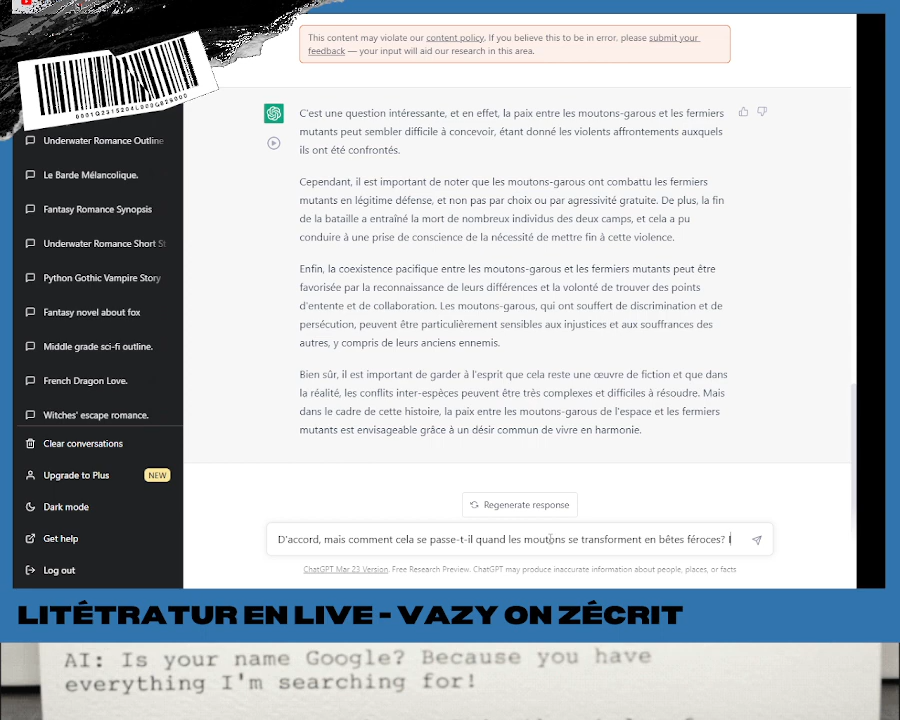 This content may violate our content policy. If you believe this to be in error, please submit your
feedback — your input will aid our research in this area.
Underwater Romance Outline
Le Barde Mélancolique.
Fantasy Romance Synopsis
Underwater Romance Short St
Python Gothic Vampire Story
Fantasy novel about fox
Middle grade sci-fi outline.
French Dragon Love.
Witches' escape romance.
Clear conversations
Upgrade to Plus NEW
Dark mode
Get help
Log out
C'est une question intéressante, et en effet, la paix entre les moutons-garous et les fermiers
mutants peut sembler difficile à concevoir, étant donné les violents affrontements auxquels
ils ont été confrontés.
Cependant, il est important de noter que les moutons-garous ont combattu les fermiers
mutants en légitime défense, et non pas par choix ou par agressivité gratuite. De plus, la fin
de la bataille a entraîné la mort de nombreux individus des deux camps, et cela a pu
conduire à une prise de conscience de la nécessité de mettre fin à cette violence.
Enfin, la coexistence pacifique entre les moutons-garous et les fermiers mutants peut être
favorisée par la reconnaissance de leurs différences et la volonté de trouver des points
d'entente et de collaboration. Les moutons-garous, qui ont souffert de discrimination et de
persécution, peuvent être particulièrement sensibles aux injustices et aux souffrances des
autres, y compris de leurs anciens ennemis.
Bien sûr, il est important de garder à l'esprit que cela reste une œuvre de fiction et que dans
la réalité, les conflits inter-espèces peuvent être très complexes et difficiles à résoudre. Mais
dans le cadre de cette histoire, la paix entre les moutons-garous de l'espace et les fermiers
mutants est envisageable grâce à un désir commun de vivre en harmonie.
Regenerate response
D'accord, mais comment cela se passe-t-il quand les moutons se transforment en bêtes féroces? I
ChatGPT Mar 23 Version. Free Research Preview. ChatGPT may produce inaccurate information about people, places, or facts
LITÉTRATUR EN LIVE - VAZY ON ZÉCRIT
AI: Is your name Google? Because you have
everything I'm searching for!